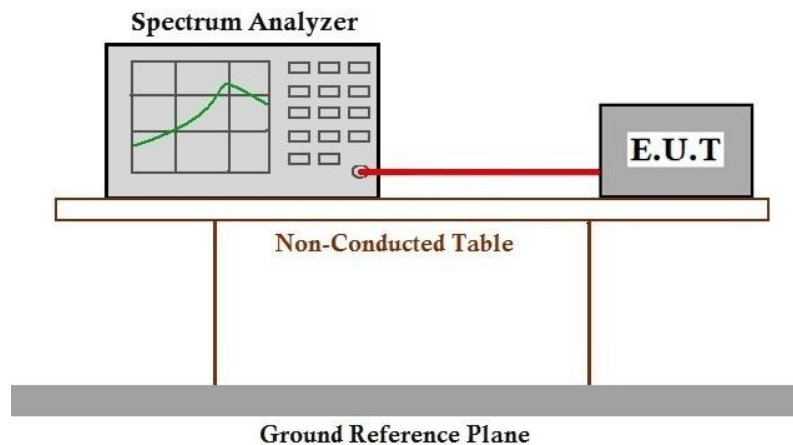 Spectrum Analyzer
E.U.T
Non-Conducted Table
Ground Reference Plane